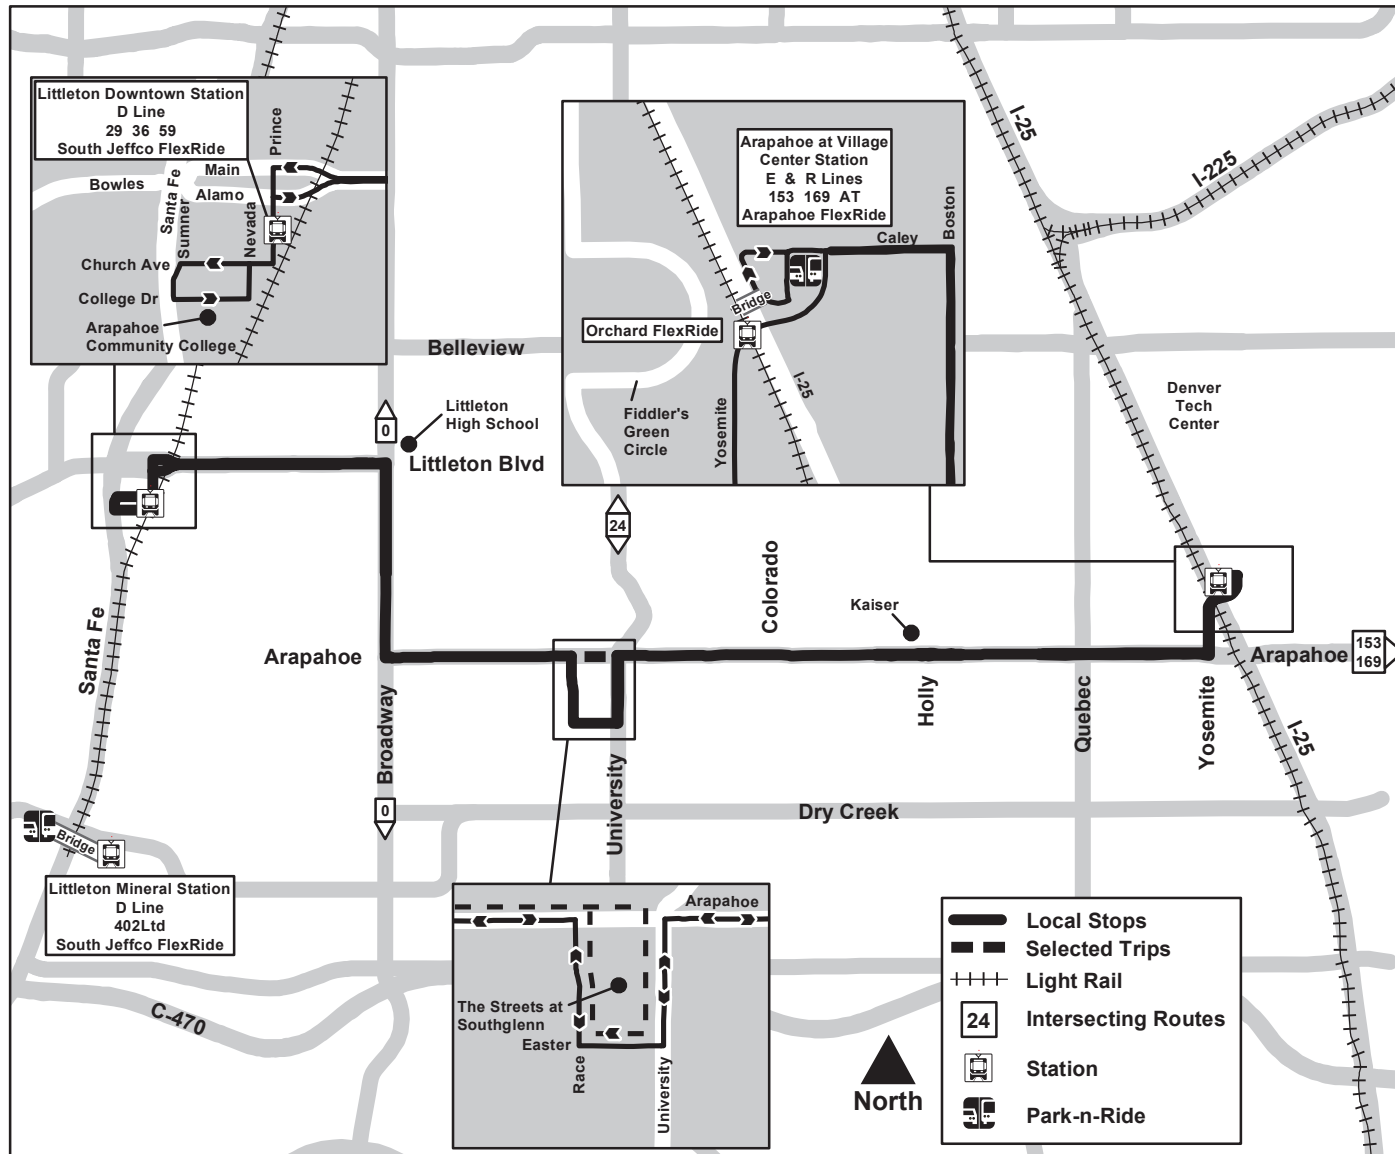 Littleton Downtown Station
D Line
29 36 59
South Jeffco FlexRide
Prince
Main
Bowles
Alamo
Santa Fe
Sumner
Nevada
Church Ave
College Dr
Arapahoe
Community College
Arapahoe at Village
Center Station
E & R Lines
153 169 AT
Arapahoe FlexRide
Boston
Caley
Bridge
Orchard FlexRide
I-25
Fiddler's
Green
Circle
Yosemite
I-25
I-225
Belleview
Denver
Tech
Center
0
Littleton
High School
Littleton Blvd
24
Colorado
Kaiser
Santa Fe
Arapahoe
Arapahoe
153
169
Broadway
University
Holly
Quebec
Yosemite
I-25
0
Dry Creek
Bridge
Littleton Mineral Station
D Line
402Ltd
South Jeffco FlexRide
C-470
Arapahoe
The Streets at
Southglenn
Easter
Race
University
North
Local Stops
Selected Trips
Light Rail
24 Intersecting Routes
Station
Park-n-Ride